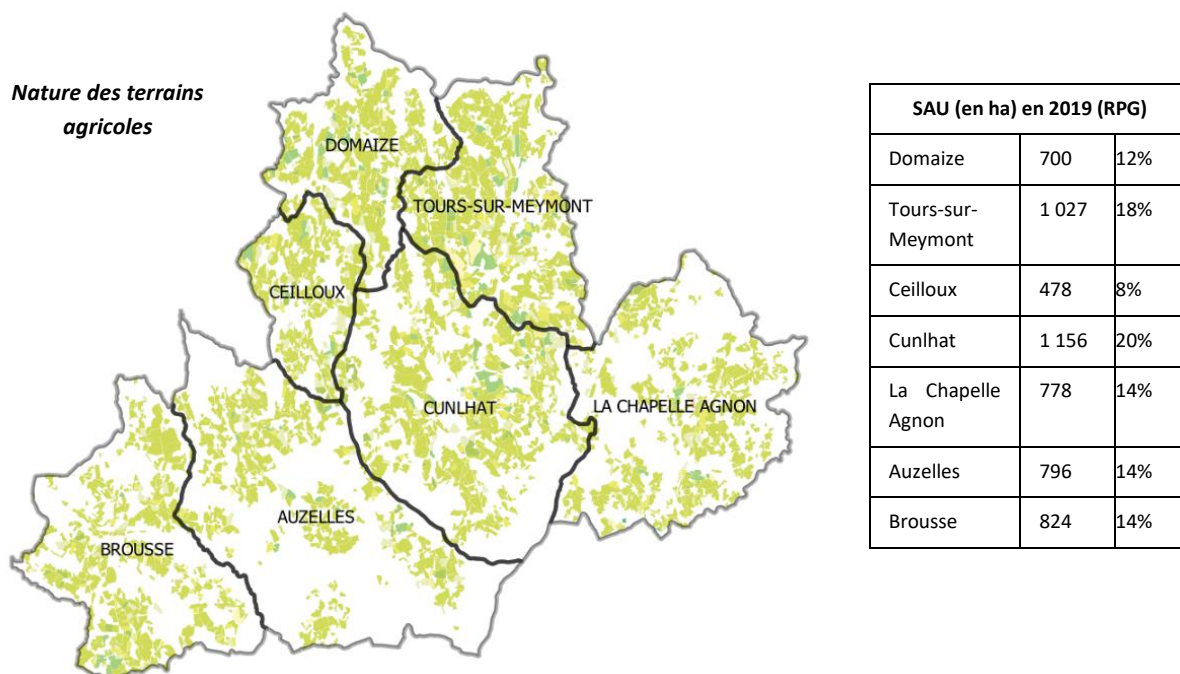 Nature des terrains
agricoles
DOMAIZE
TOURS-SUR-MEYMONT
CEILLOUX
CUNLHAT
LA CHAPELLE AGNON
AUZELLES
BROUSSE
SAU (en ha) en 2019 (RPG)
Domaize 700 12%
Tours-sur-
Meymont 1 027 18%
Ceilloux 478 8%
Cunlhat 1 156 20%
La Chapelle
Agnon 778 14%
Auzelles 796 14%
Brousse 824 14%